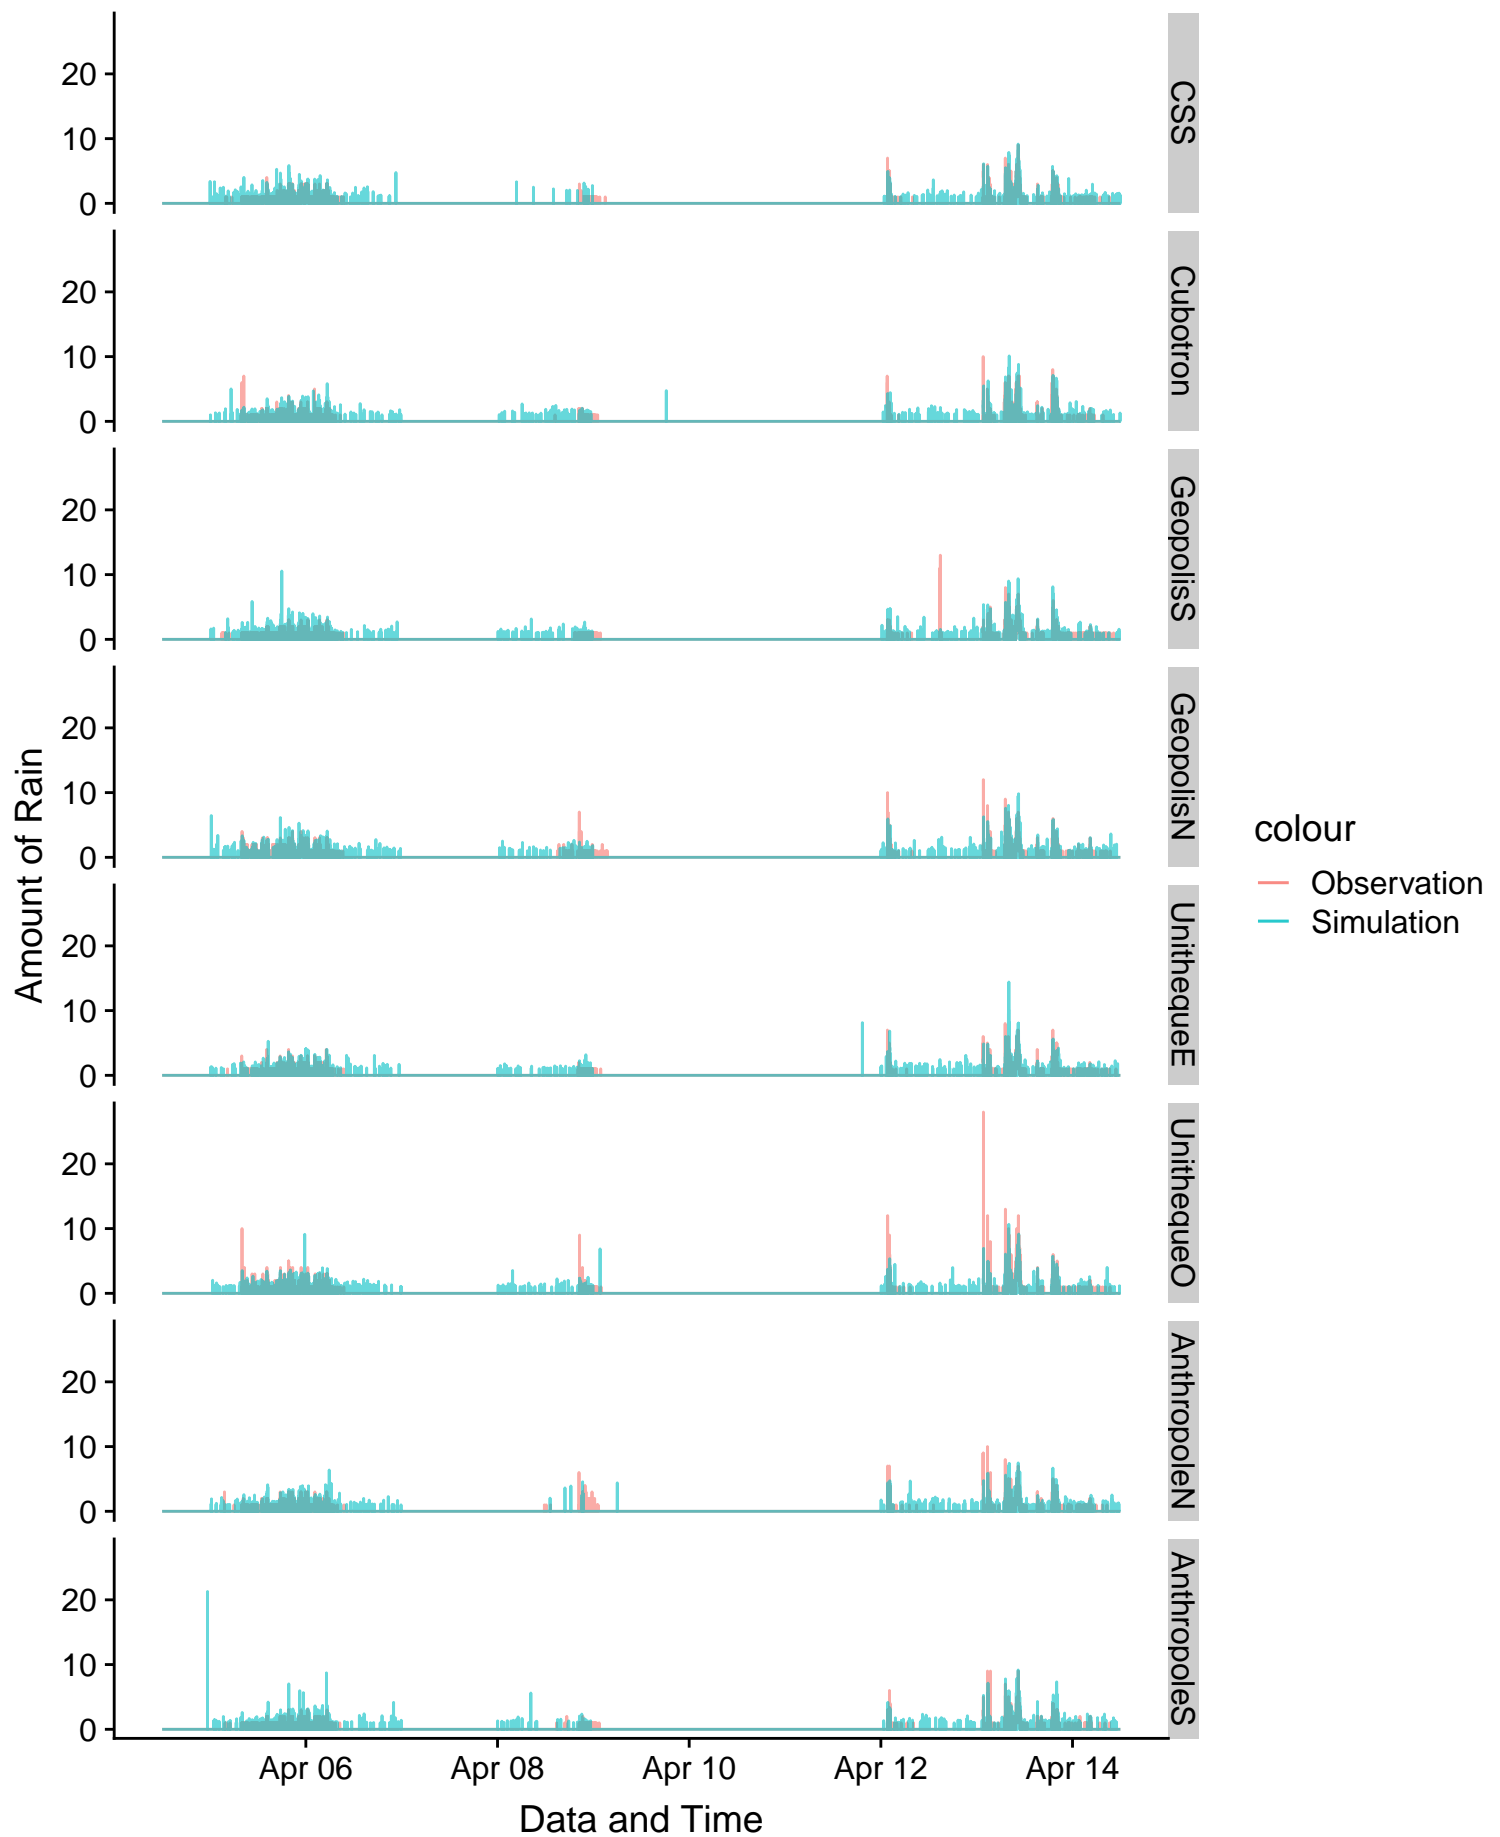 20
10
0
CSS
20
10
0
Cubotron
20
10
0
GeopolisS
20
10
0
GeopolisN
20
10
0
UnithequeE
20
10
0
UnithequeO
20
10
0
AnthropoleN
20
10
0
AnthropoleS
Amount of Rain
Apr 06
Apr 08
Apr 10
Apr 12
Apr 14
Data and Time
colour
Observation
Simulation